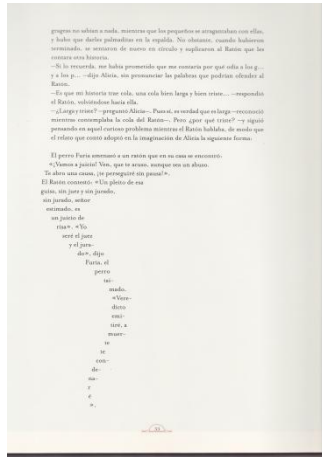 gragea no sabían a nada, mientras que los pequeños se atragantaban con ellas,
y hubo que darles palmaditas en la espalda. No obstante, cuando hubieron
terminado, se sentaron de nuevo en círculo y suplicaron al Ratón que les
contara otra historia.
—Si lo recuerda, me había prometido que me contaría por qué odia a los g...
y a los p... —dijo Alicia, sin pronunciar las palabras que podrían ofender al
Ratón.
—Es que mi historia trae cola, una cola bien larga y bien triste... —respondió
el Ratón, volviéndose hacia ella.
—¿Larga y triste? —preguntó Alicia—. Pues sí, es verdad que es larga —reconoció
mientras contemplaba la cola del Ratón—. Pero ¿por qué triste? —y siguió
pensando en aquel curioso problema mientras el Ratón hablaba, de modo que
el relato que contó adoptó en la imaginación de Alicia la siguiente forma:
El perro Furia amenazó a un ratón que en su casa se encontró:
«¡Vamos a juicio! Ven, que te acuso, aunque sea un abuso.
Te abro una causa, ¡te perseguiré sin pausa!».
El Ratón contestó: «Un pleito de esa
guisa, sin juez y sin jurado,
sin jurado, señor
estimado, es
un juicio de
risa». «Yo
seré el juez
y el jura-
do», dijo
Furia, el
perro
tai-
mado.
«Vere-
dicto
emi-
tiré, a
muer-
te
te
con-
de-
na-
r
é
».
33